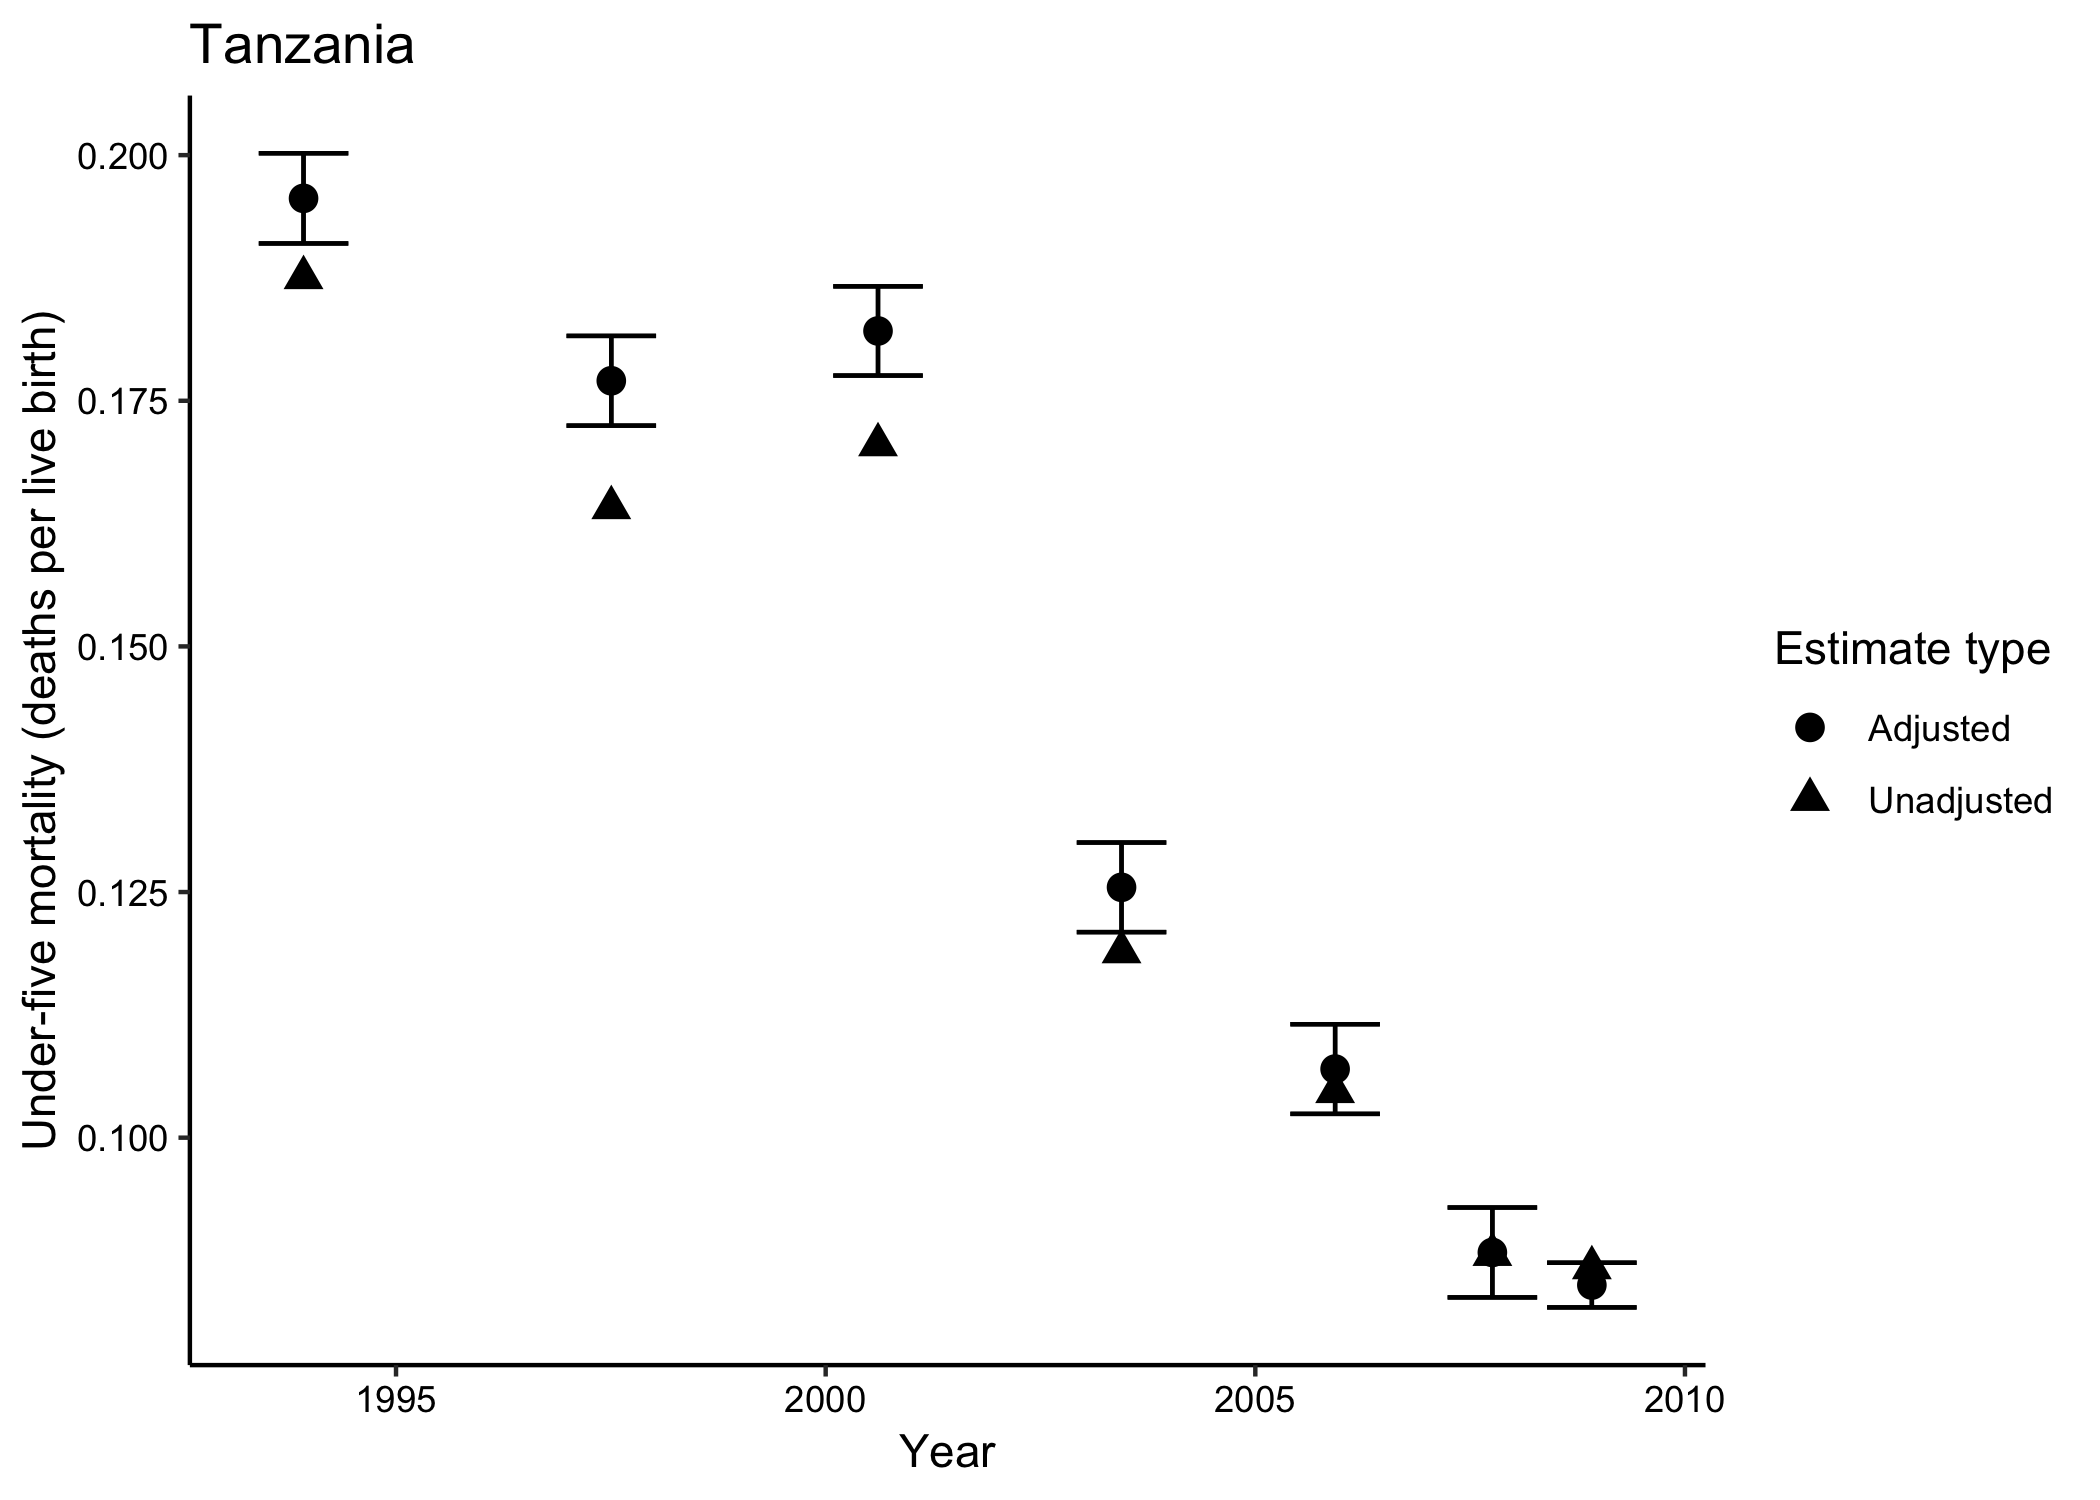 Tanzania
Under-five mortality (deaths per live birth)
0.200
0.175
0.150
0.125
0.100
1995 2000 2005 2010
Year
Estimate type
Adjusted
Unadjusted